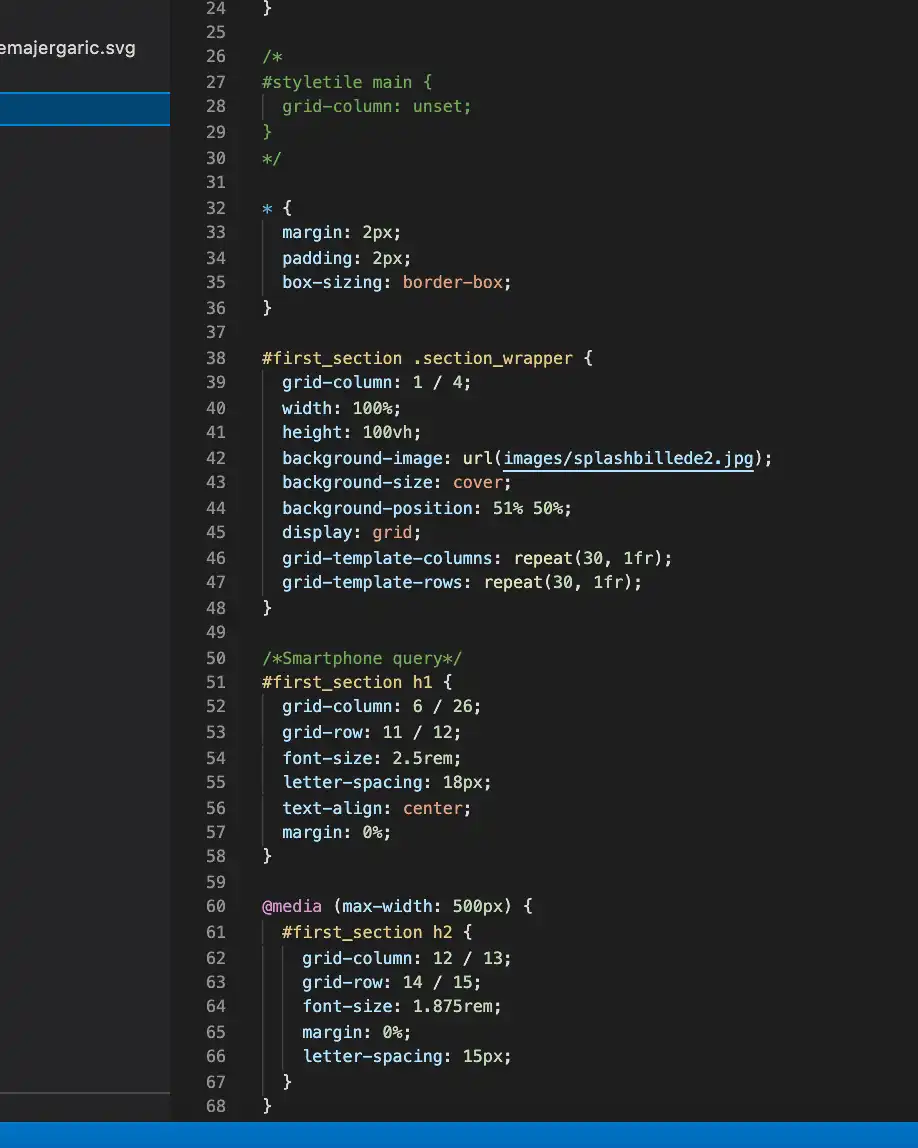 emajergaric.svg
24 }
25
26 /*
27 #styletile main {
28 grid-column: unset;
29 }
30 */
31
32 * {
33 margin: 2px;
34 padding: 2px;
35 box-sizing: border-box;
36 }
37
38 #first_section .section_wrapper {
39 grid-column: 1 / 4;
40 width: 100%;
41 height: 100vh;
42 background-image: url(images/splashbillede2.jpg);
43 background-size: cover;
44 background-position: 51% 50%;
45 display: grid;
46 grid-template-columns: repeat(30, 1fr);
47 grid-template-rows: repeat(30, 1fr);
48 }
49
50 /*Smartphone query*/
51 #first_section h1 {
52 grid-column: 6 / 26;
53 grid-row: 11 / 12;
54 font-size: 2.5rem;
55 letter-spacing: 18px;
56 text-align: center;
57 margin: 0%;
58 }
59
60 @media (max-width: 500px) {
61 #first_section h2 {
62 grid-column: 12 / 13;
63 grid-row: 14 / 15;
64 font-size: 1.875rem;
65 margin: 0%;
66 letter-spacing: 15px;
67 }
68 }